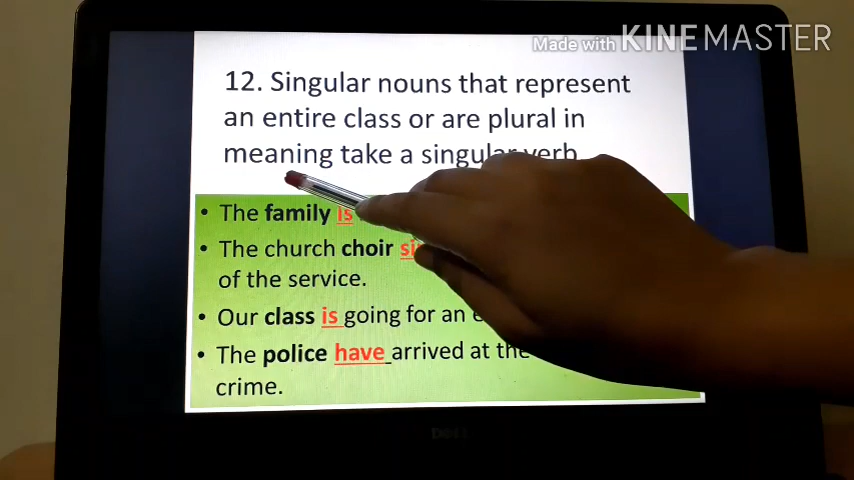 Made with KINEMASTER
12. Singular nouns that represent
an entire class or are plural in
meaning take a singular verb.
• The family is
• The church choir
of the service.
• Our class is going for an
• The police have arrived at the
crime.
DELL